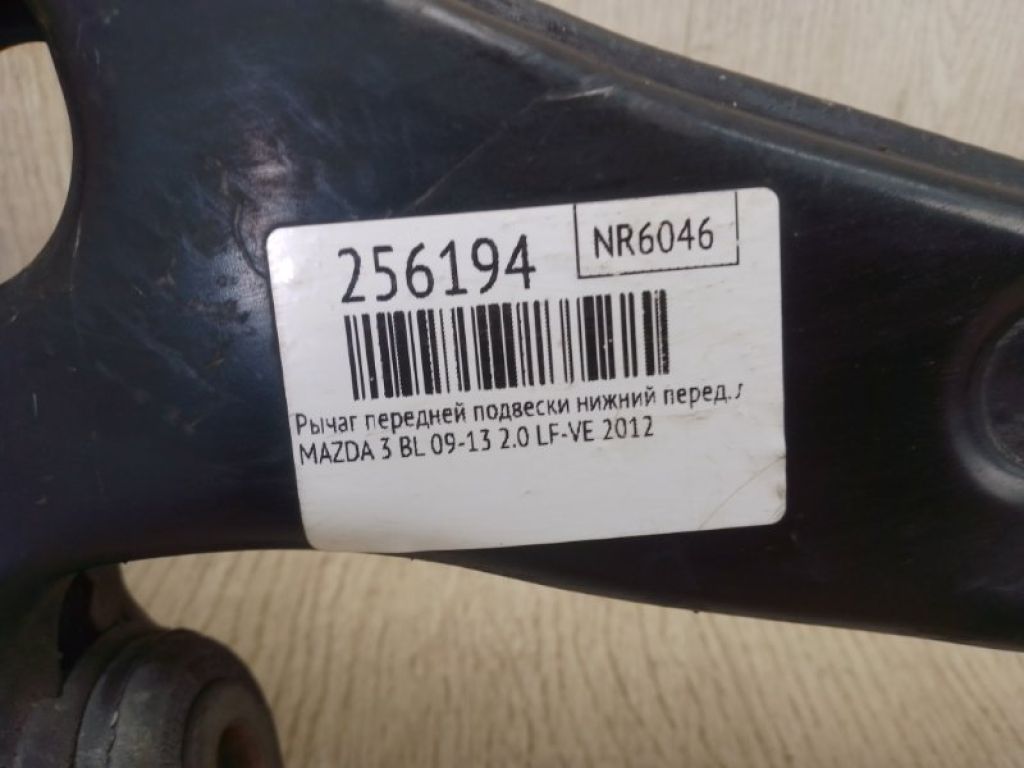 256194
NR6046
Рычаг передней подвески нижний перед.
MAZDA 3 BL 09-13 2.0 LF-VE 2012